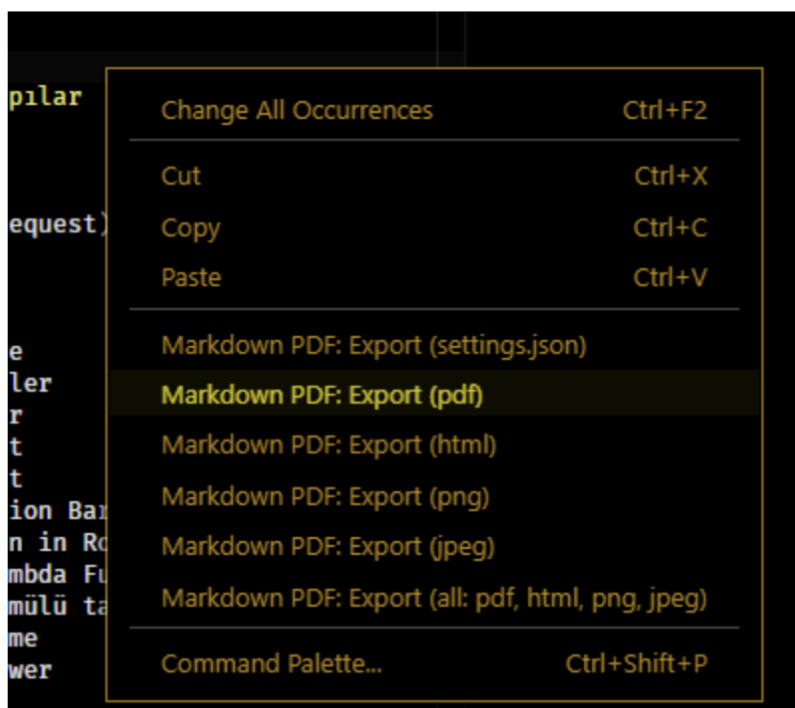 pılar
Change All Occurrences Ctrl+F2
Cut Ctrl+X
equest)
Copy Ctrl+C
Paste Ctrl+V
Markdown PDF: Export (settings.json)
e
ler
Markdown PDF: Export (pdf)
r
t
Markdown PDF: Export (html)
t
Markdown PDF: Export (png)
ion Bar
n in Ro
Markdown PDF: Export (jpeg)
mbda Fu
Markdown PDF: Export (all: pdf, html, png, jpeg)
mülü ta
me
Command Palette... Ctrl+Shift+P
wer